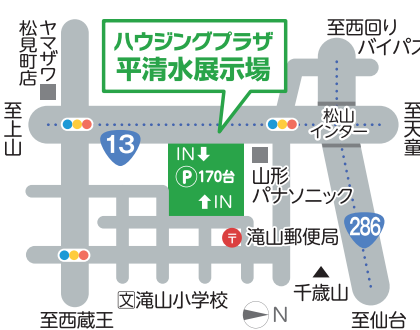 至西回り
バイパス
ヤマザワ
松見町店
ハウジングプラザ
平清水展示場
至上山
松山
インター
至天童
13
IN
P 170台
IN
山形
パナソニック
286
〒 滝山郵便局
千歳山
文 滝山小学校
N
至西蔵王
至仙台